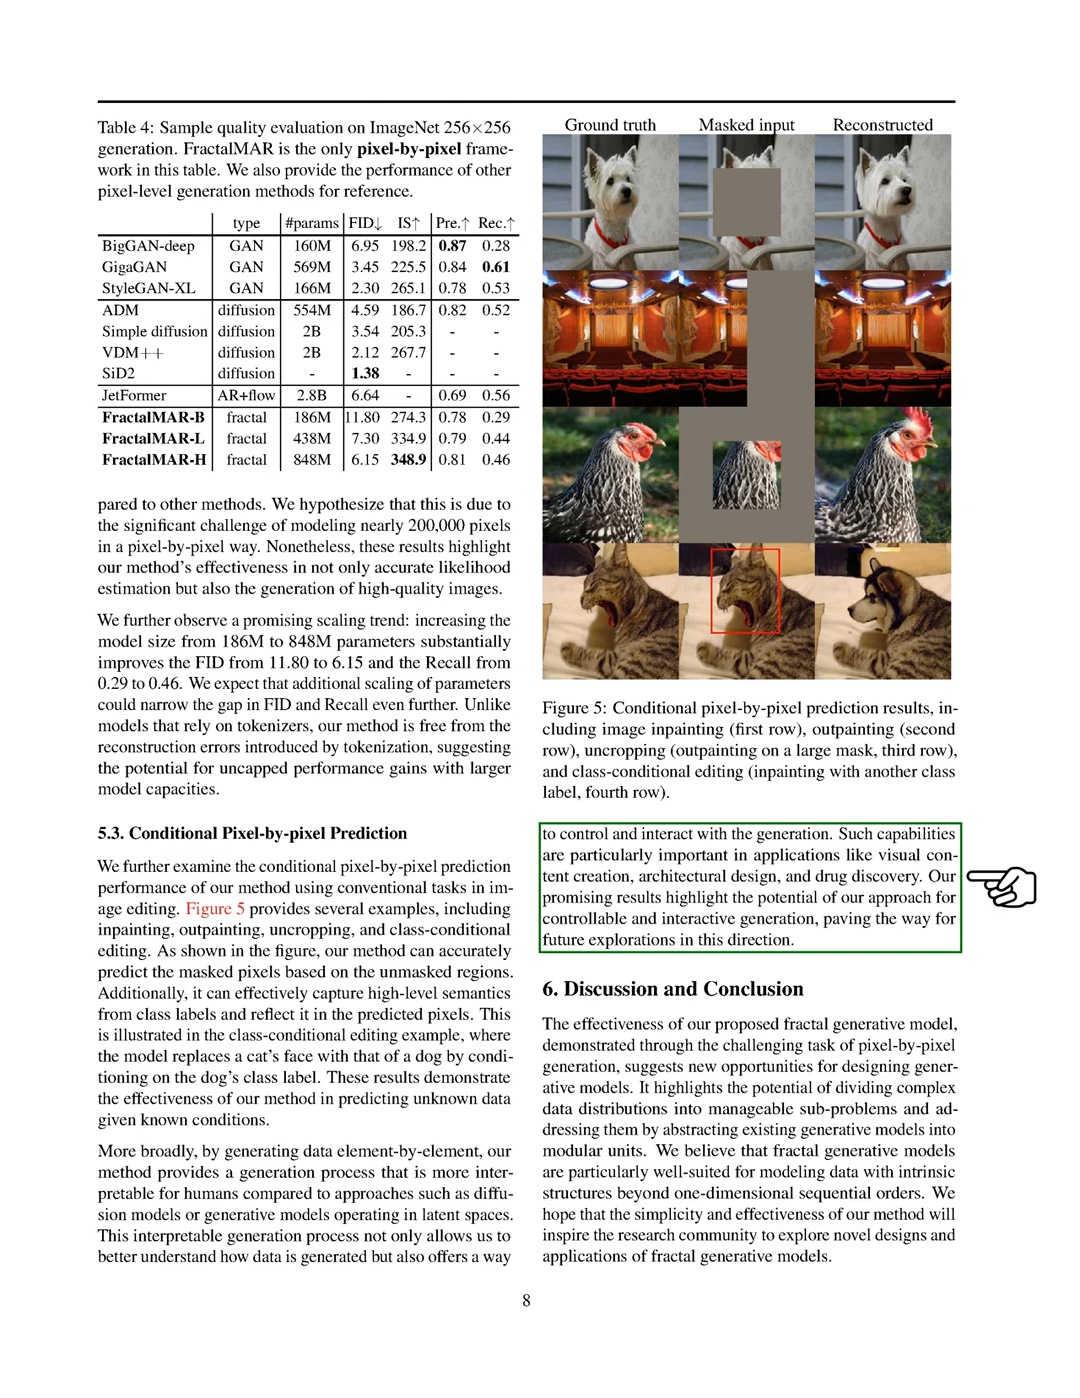 Table 4: Sample quality evaluation on ImageNet 256×256
generation. FractalMAR is the only pixel-by-pixel frame-
work in this table. We also provide the performance of other
pixel-level generation methods for reference.
type #params FID↓ IS↑ Pre.↑ Rec.↑
BigGAN-deep GAN 160M 6.95 198.2 0.87 0.28
GigaGAN GAN 569M 3.45 225.5 0.84 0.61
StyleGAN-XL GAN 166M 2.30 265.1 0.78 0.53
ADM diffusion 554M 4.59 186.7 0.82 0.52
Simple diffusion diffusion 2B 3.54 205.3 - -
VDM++ diffusion 2B 2.12 267.7 - -
SiD2 diffusion - 1.38 - - -
JetFormer AR+flow 2.8B 6.64 - 0.69 0.56
FractalMAR-B fractal 186M 11.80 274.3 0.78 0.29
FractalMAR-L fractal 438M 7.30 334.9 0.79 0.44
FractalMAR-H fractal 848M 6.15 348.9 0.81 0.46
pared to other methods. We hypothesize that this is due to
the significant challenge of modeling nearly 200,000 pixels
in a pixel-by-pixel way. Nonetheless, these results highlight
our method's effectiveness in not only accurate likelihood
estimation but also the generation of high-quality images.
We further observe a promising scaling trend: increasing the
model size from 186M to 848M parameters substantially
improves the FID from 11.80 to 6.15 and the Recall from
0.29 to 0.46. We expect that additional scaling of parameters
could narrow the gap in FID and Recall even further. Unlike
models that rely on tokenizers, our method is free from the
reconstruction errors introduced by tokenization, suggesting
the potential for uncapped performance gains with larger
model capacities.
5.3. Conditional Pixel-by-pixel Prediction
We further examine the conditional pixel-by-pixel prediction
performance of our method using conventional tasks in im-
age editing. Figure 5 provides several examples, including
inpainting, outpainting, uncropping, and class-conditional
editing. As shown in the figure, our method can accurately
predict the masked pixels based on the unmasked regions.
Additionally, it can effectively capture high-level semantics
from class labels and reflect it in the predicted pixels. This
is illustrated in the class-conditional editing example, where
the model replaces a cat's face with that of a dog by condi-
tioning on the dog's class label. These results demonstrate
the effectiveness of our method in predicting unknown data
given known conditions.
More broadly, by generating data element-by-element, our
method provides a generation process that is more inter-
pretable for humans compared to approaches such as diffu-
sion models or generative models operating in latent spaces.
This interpretable generation process not only allows us to
better understand how data is generated but also offers a way
Ground truth Masked input Reconstructed
Figure 5: Conditional pixel-by-pixel prediction results, in-
cluding image inpainting (first row), outpainting (second
row), uncropping (outpainting on a large mask, third row),
and class-conditional editing (inpainting with another class
label, fourth row).
to control and interact with the generation. Such capabilities
are particularly important in applications like visual con-
tent creation, architectural design, and drug discovery. Our
promising results highlight the potential of our approach for
controllable and interactive generation, paving the way for
future explorations in this direction.
6. Discussion and Conclusion
The effectiveness of our proposed fractal generative model,
demonstrated through the challenging task of pixel-by-pixel
generation, suggests new opportunities for designing gener-
ative models. It highlights the potential of dividing complex
data distributions into manageable sub-problems and ad-
dressing them by abstracting existing generative models into
modular units. We believe that fractal generative models
are particularly well-suited for modeling data with intrinsic
structures beyond one-dimensional sequential orders. We
hope that the simplicity and effectiveness of our method will
inspire the research community to explore novel designs and
applications of fractal generative models.
8